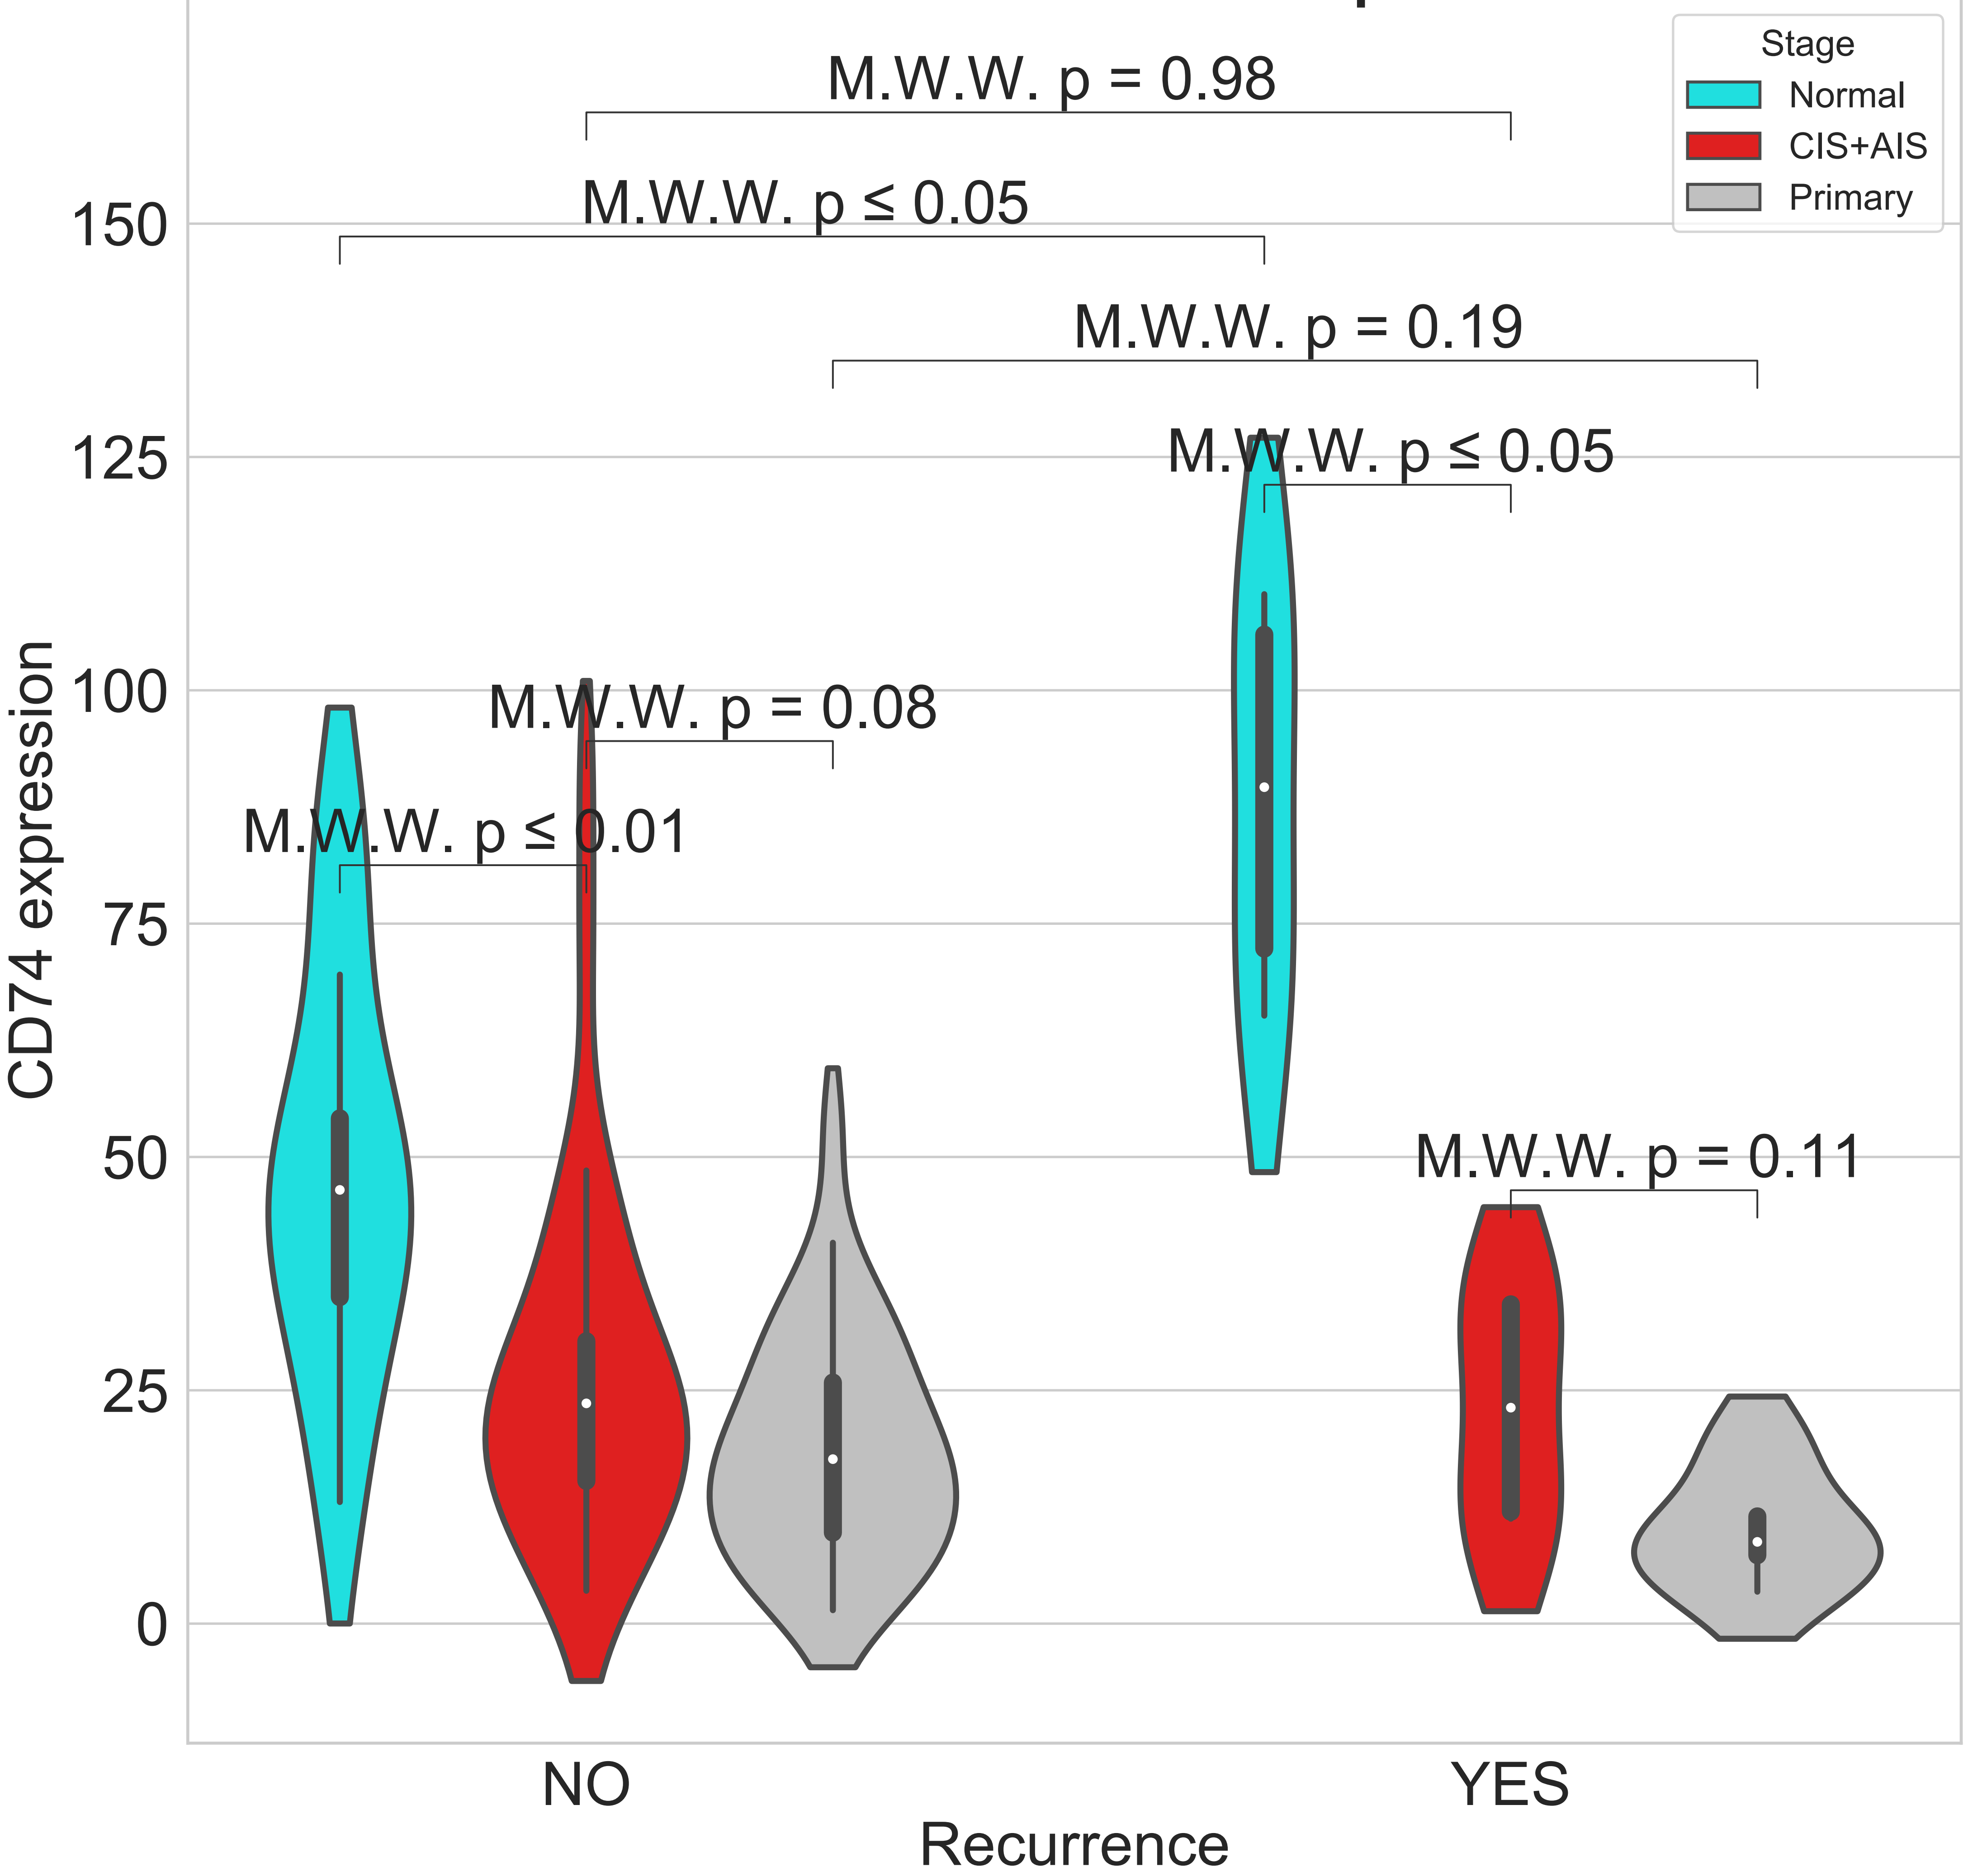 Stage
Normal
CIS+AIS
Primary
M.W.W. p = 0.98
M.W.W. p ≤ 0.05
M.W.W. p = 0.19
M.W.W. p ≤ 0.05
M.W.W. p = 0.08
M.W.W. p ≤ 0.01
M.W.W. p = 0.11
150
125
100
75
50
25
0
CD74 expression
NO
YES
Recurrence